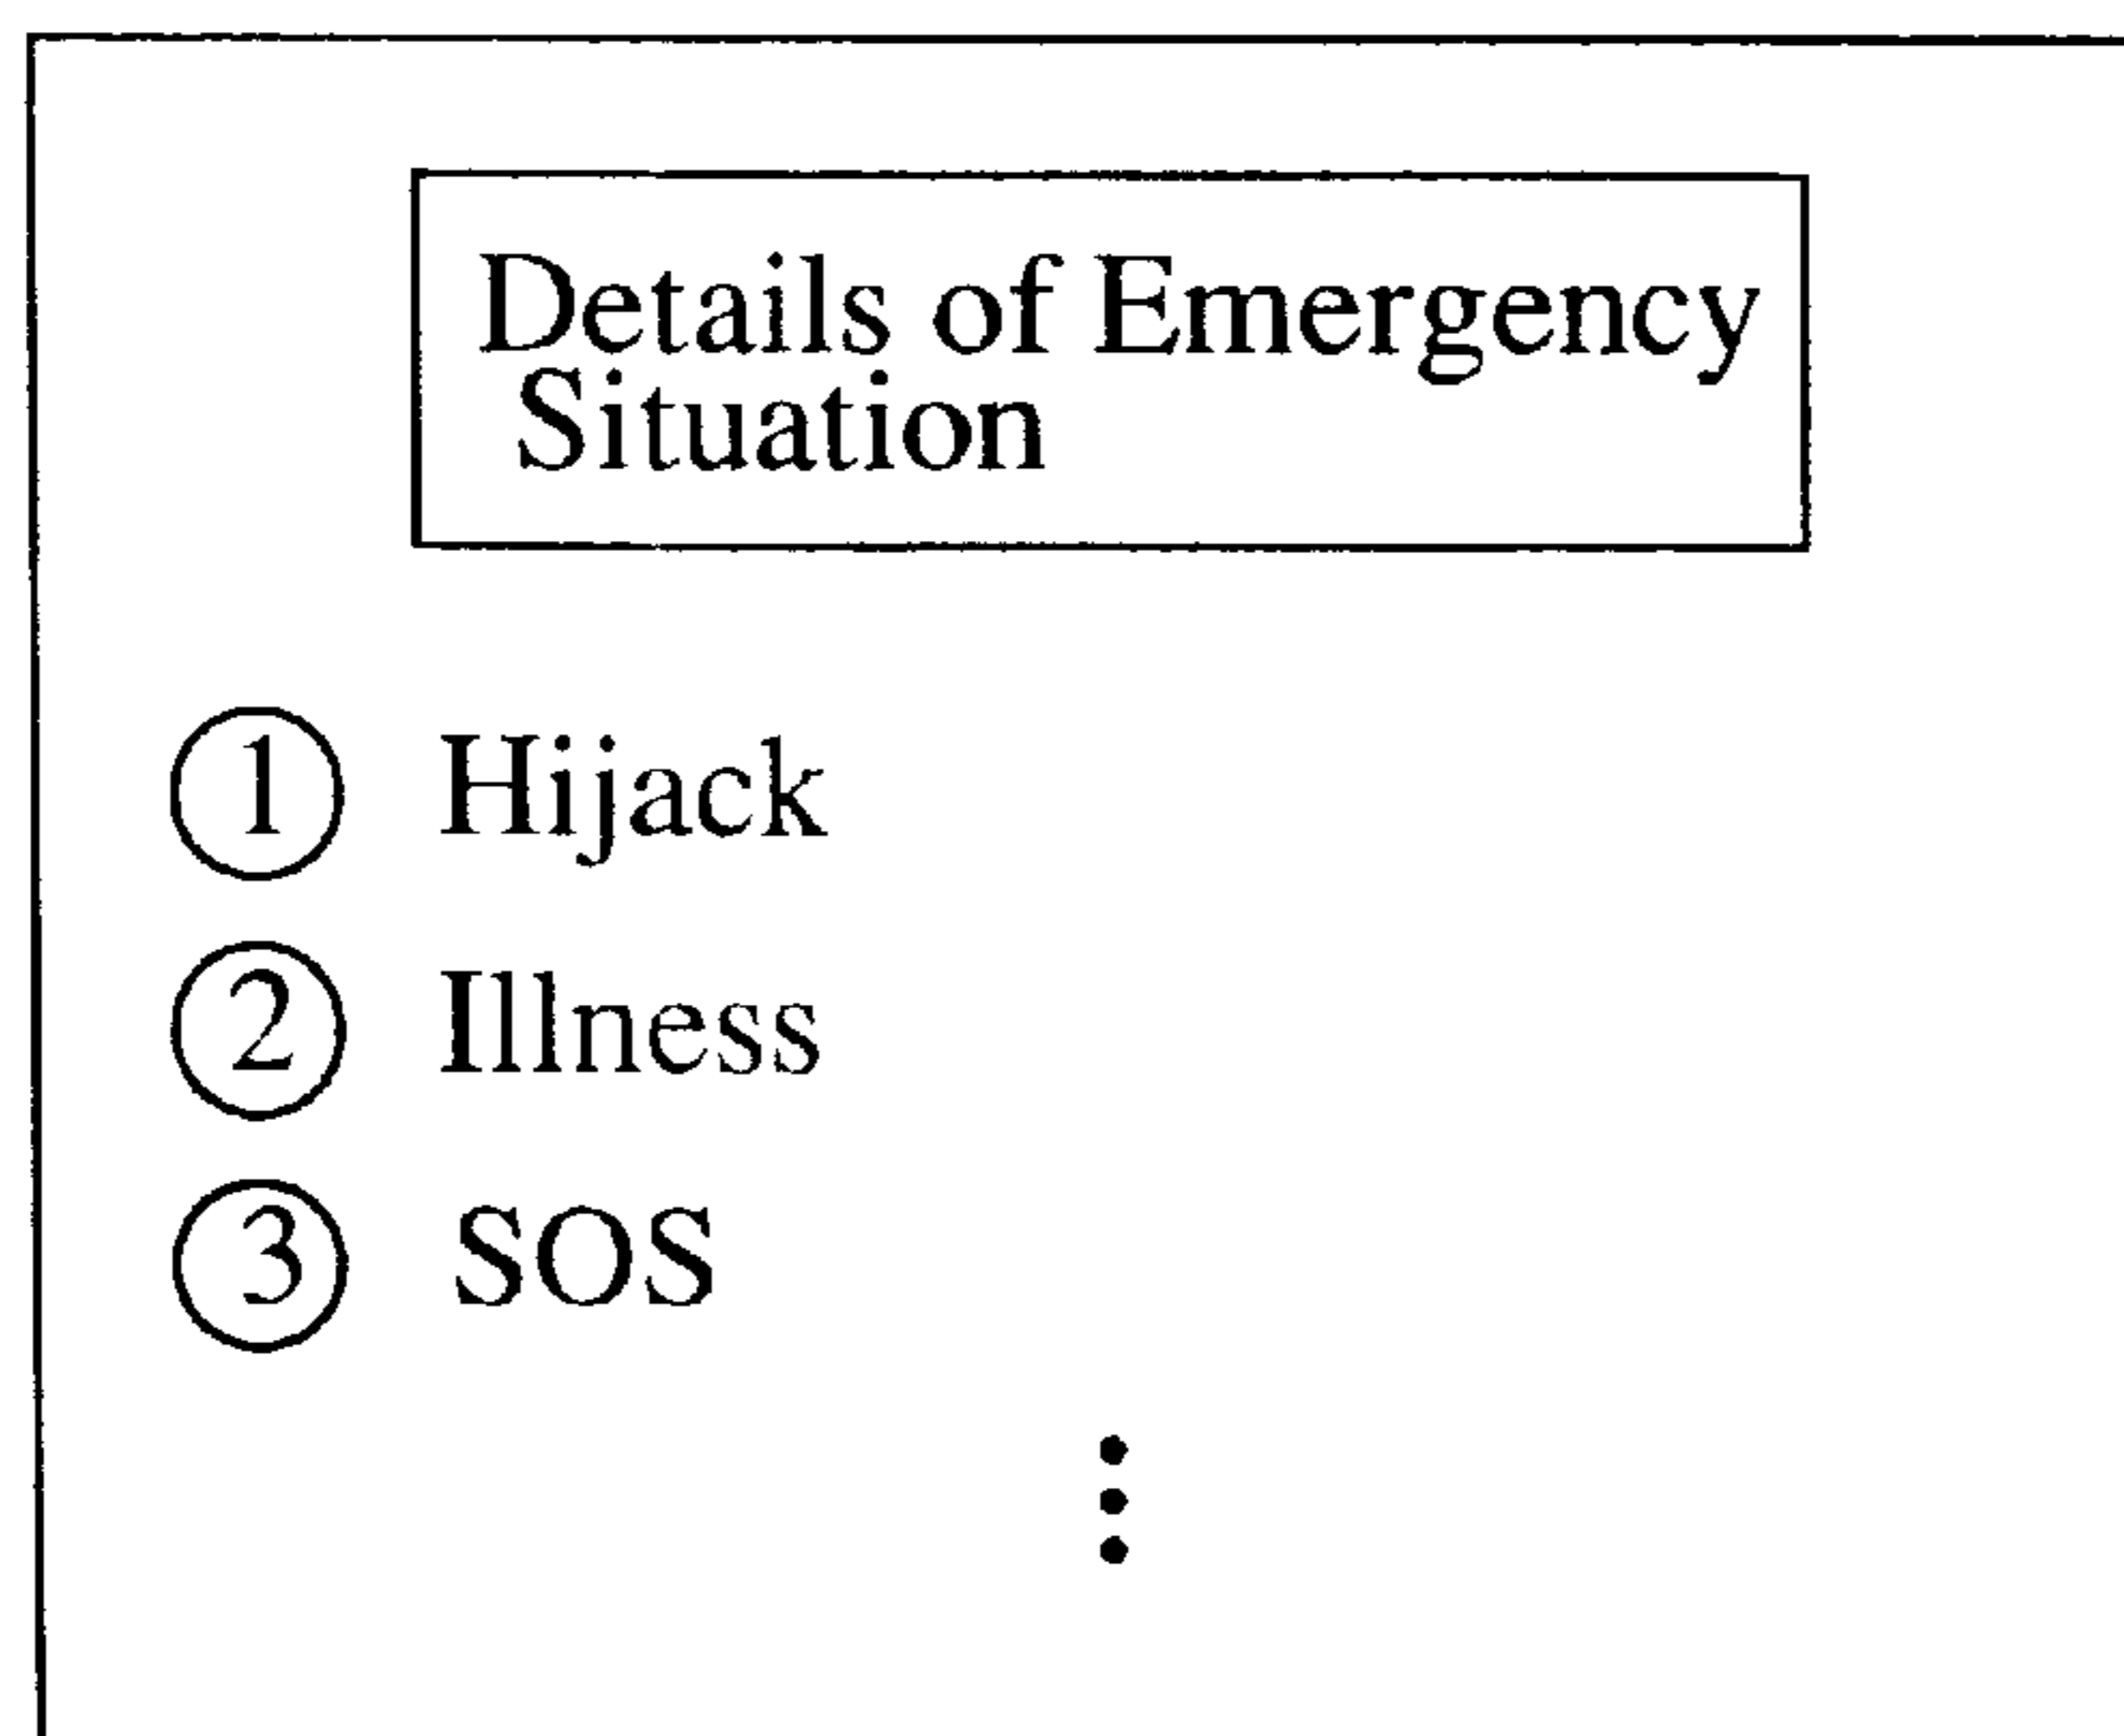 Details of Emergency
Situation
① Hijack
② Illness
③ SOS